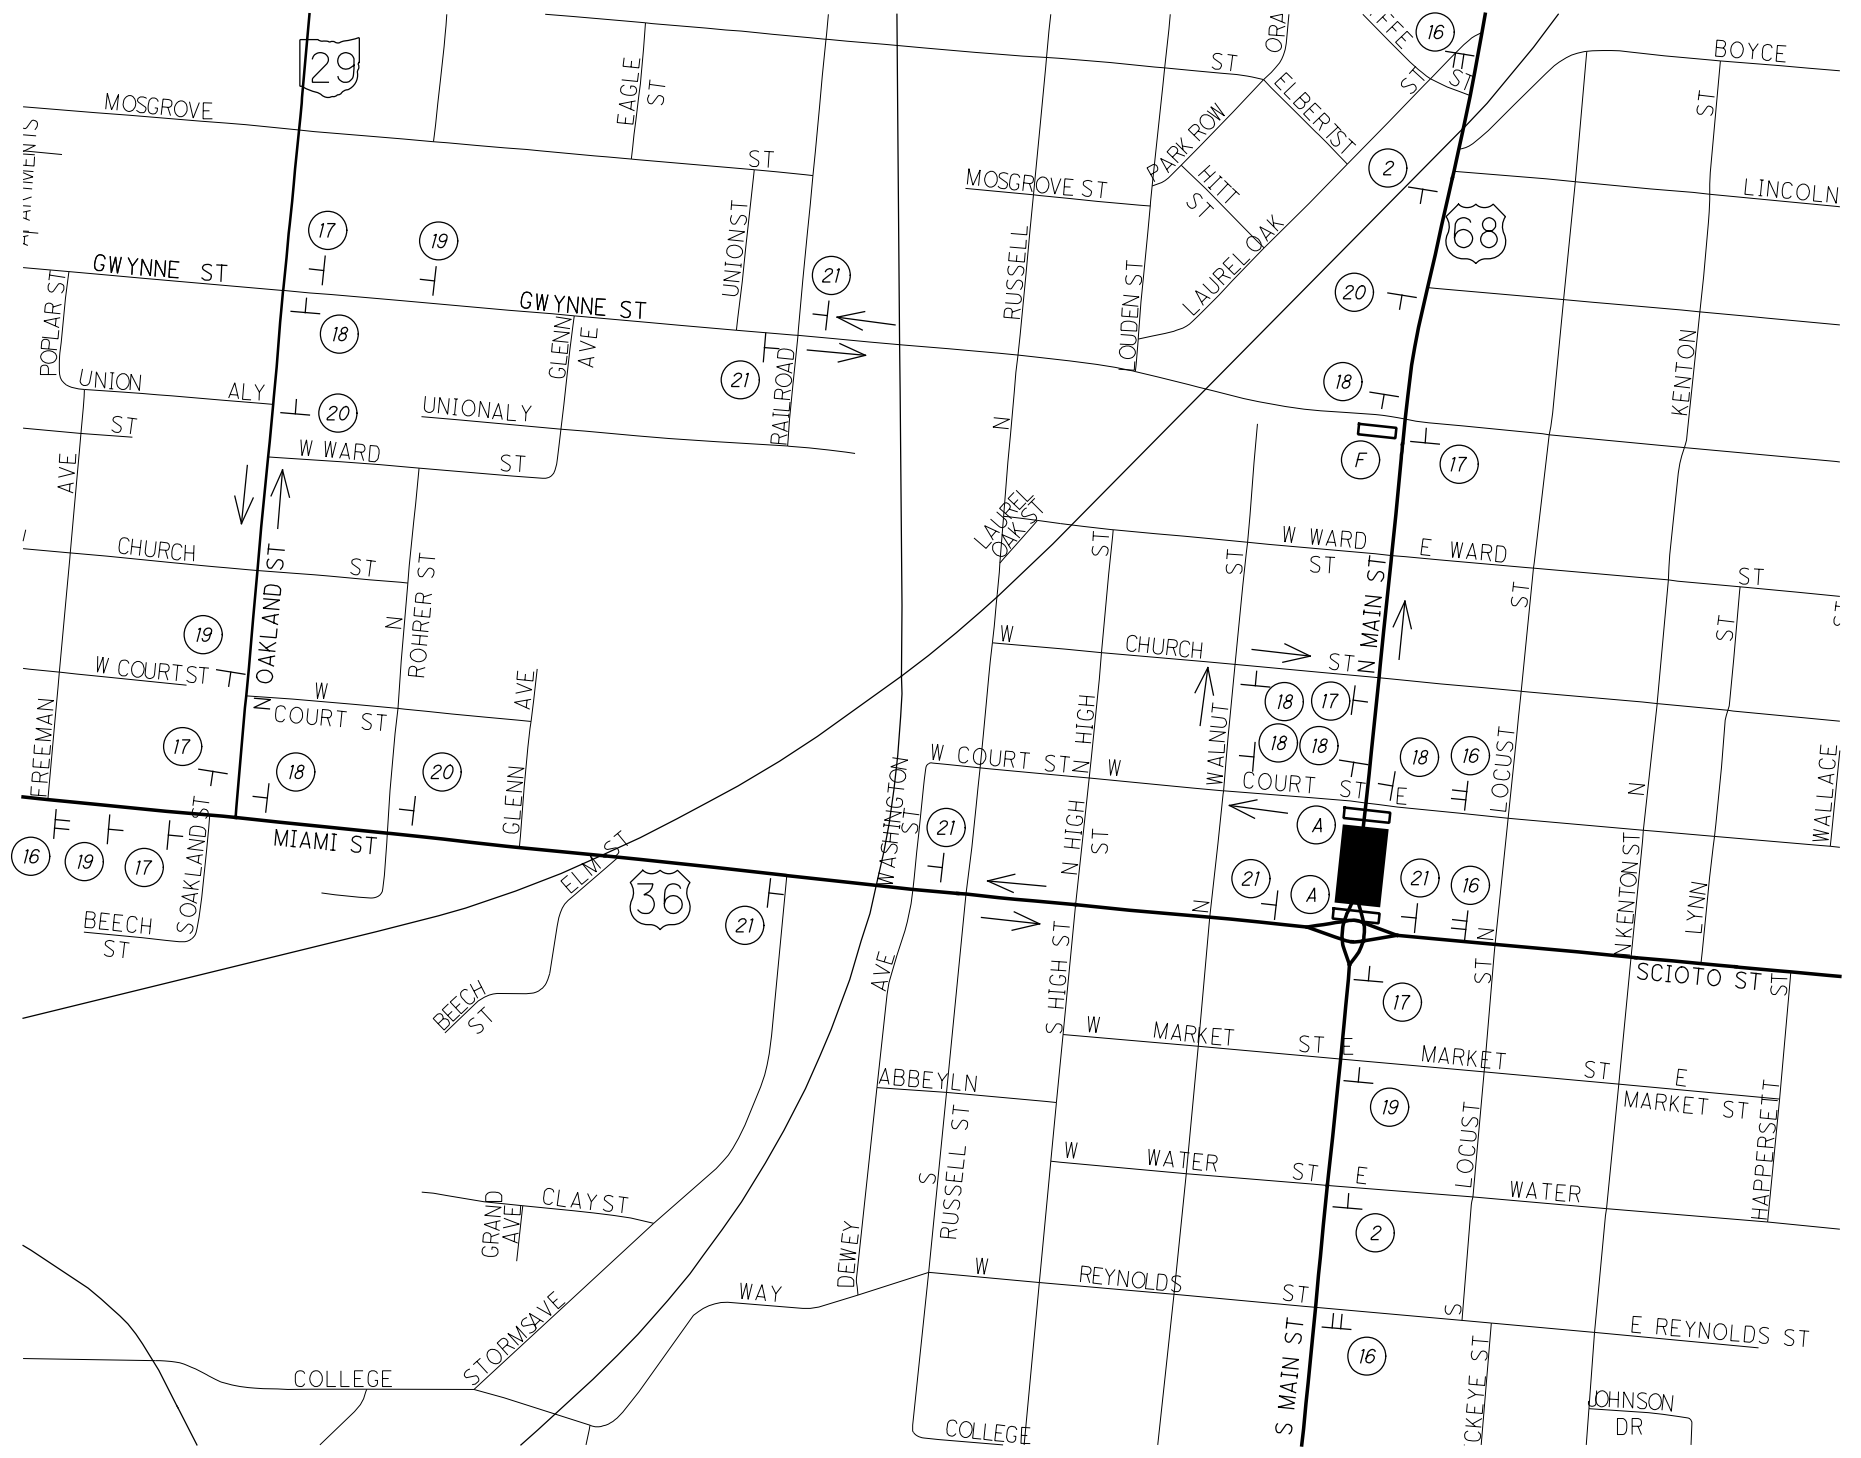 29
MOSGROVE
EAGLE
ST
ST
UNION ST
ST
ORA
ELBERT ST
PARK ROW
HITT
ST
LAUREL OAK
ST
ST
16
BOYCE
ST
2
LINCOLN
68
MOSGROVE ST
RUSSELL
N
LOUDEN ST
17
19
GWYNNE ST
GWYNNE ST
21
18
POPLAR ST
UNION
ALY
20
GLENN
AVE
21
RAILROAD
UNION ALY
ST
AVE
W WARD
ST
20
18
F
17
KENTON
LAUREL
OAK ST
W WARD
ST
E WARD
ST
ST
ST
ST
ST
CHURCH
ST
N OAKLAND ST
N
ROHRER ST
19
W COURT ST
W
COURT ST
AVE
GLENN
FREEMAN
17
18
20
W
CHURCH
ST
N MAIN ST
18
17
18
18
18
16
N HIGH
WALNUT
LOCUST
N
WALLACE
W COURT ST
W
COURT
ST
E
WASHINGTON
ST
A
16
19
17
S OAKLAND ST
MIAMI ST
ELM ST
36
21
21
N HIGH
ST
N
21
A
21
16
N
ST
N KENTON ST
LYNN
SCIOTO ST
ST
BEECH
ST
BEECH
ST
AVE
S HIGH ST
17
W
MARKET
ST
E
MARKET
ST
E
MARKET ST
ABBEY LN
19
LOCUST
HAPPERSETT
S
RUSSELL ST
W
WATER
ST
E
WATER
2
GRAND
AVE
CLAY ST
DEWEY
W
REYNOLDS
ST
S
E REYNOLDS ST
WAY
STORMS AVE
COLLEGE
16
S MAIN ST
CKEYE ST
JOHNSON
DR
COLLEGE